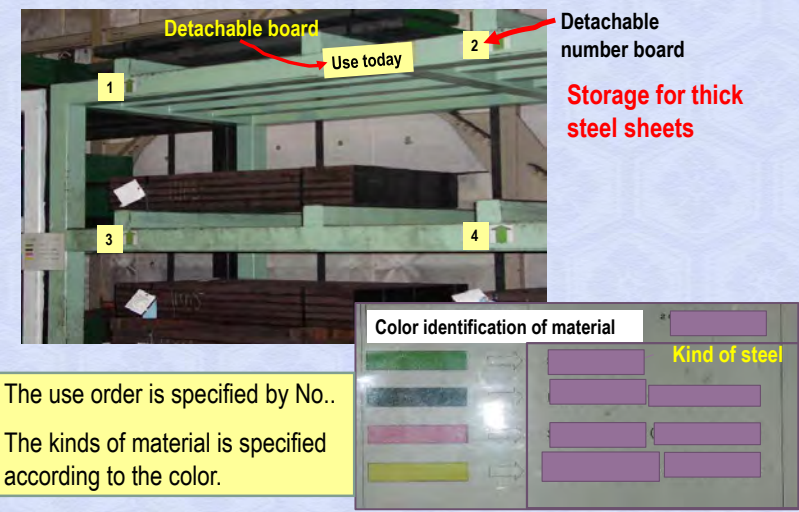 Detachable board
Use today
2
Detachable
number board
1
Storage for thick
steel sheets
3
4
Color identification of material
Kind of steel
The use order is specified by No..
The kinds of material is specified
according to the color.